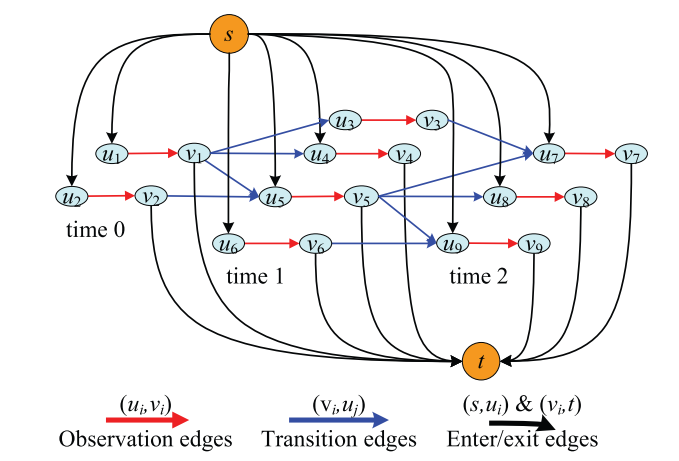 s
u₃ v₃
u₁ v₁ u₄ v₄ u₇ v₇
u₂ v₂ u₅ v₅ u₈ v₈
time 0
u₆ v₆ u₉ v₉
time 1 time 2
t
(uᵢ,vᵢ) (vᵢ,uⱼ) (s,uᵢ) & (vᵢ,t)
Observation edges Transition edges Enter/exit edges